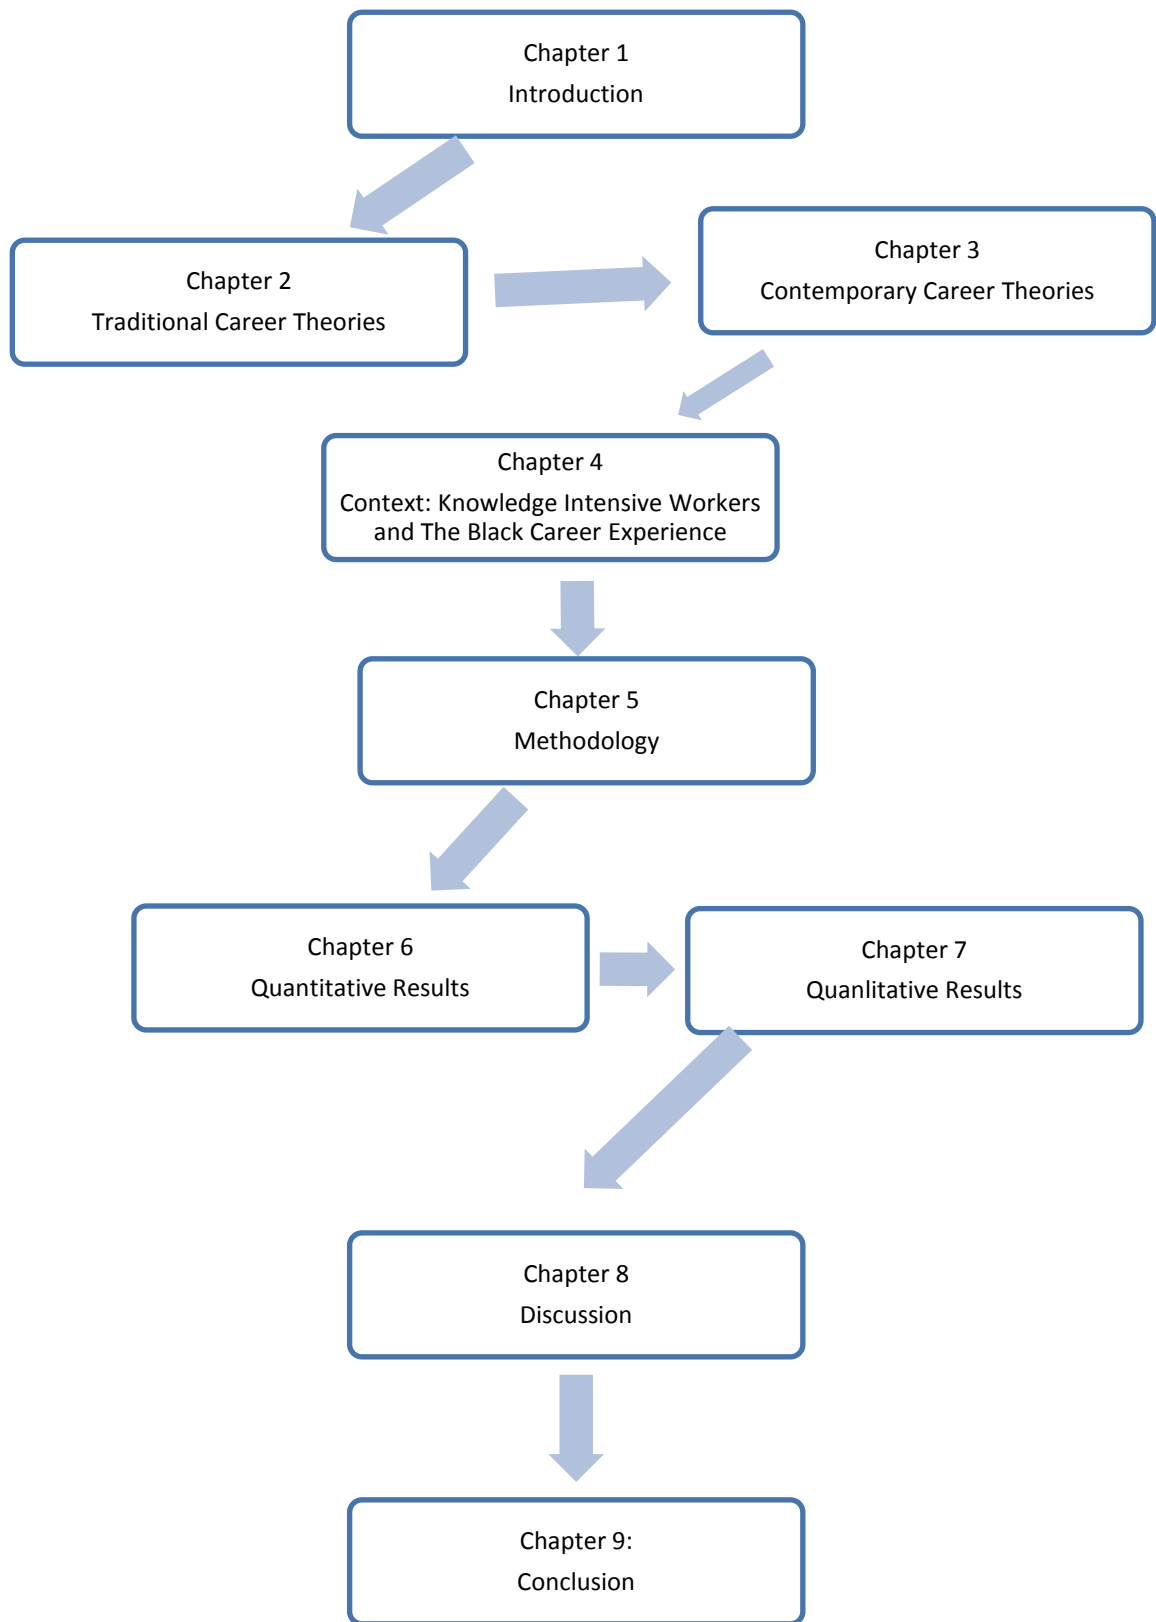 Chapter 1
Introduction
Chapter 2
Traditional Career Theories
Chapter 3
Contemporary Career Theories
Chapter 4
Context: Knowledge Intensive Workers
and The Black Career Experience
Chapter 5
Methodology
Chapter 6
Quantitative Results
Chapter 7
Quanlitative Results
Chapter 8
Discussion
Chapter 9:
Conclusion